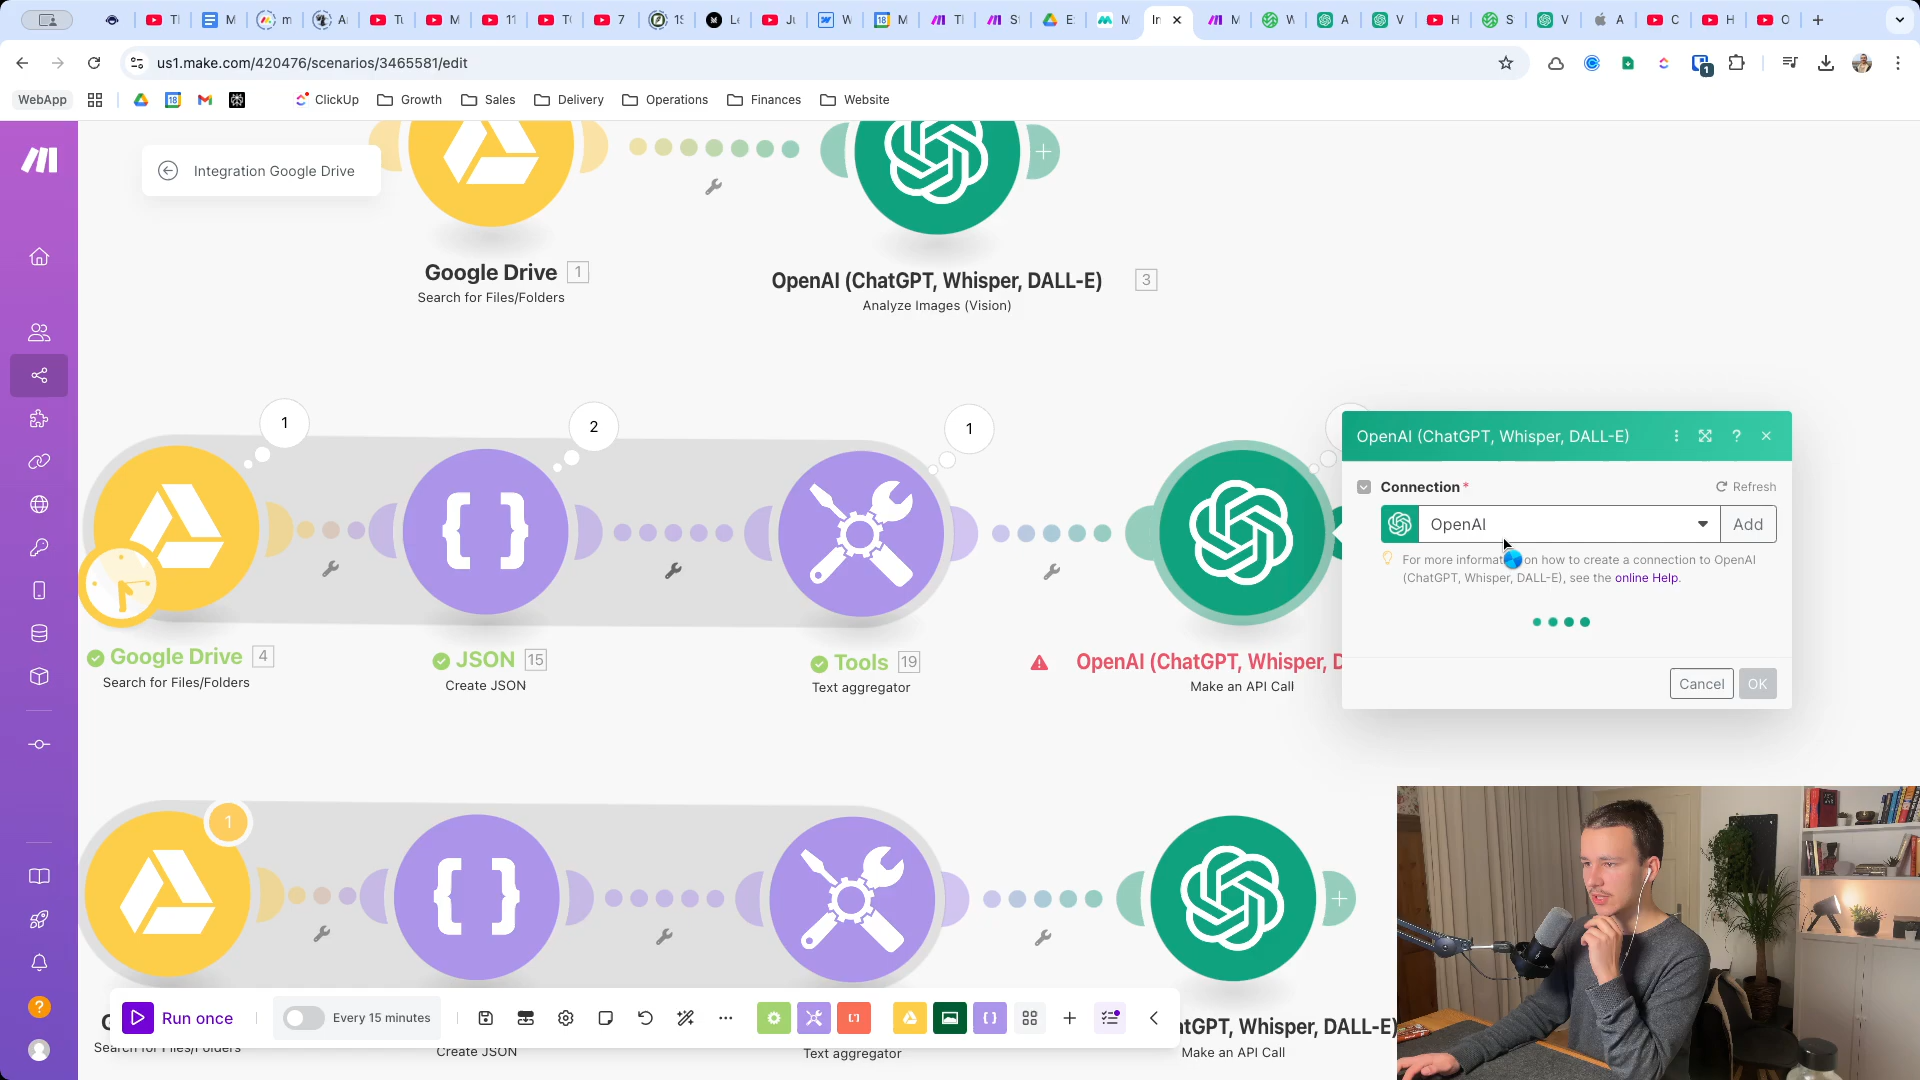 us1.make.com/420476/scenarios/3465581/edit
WebApp
ClickUp
Growth
Sales
Delivery
Operations
Finances
Website
Integration Google Drive
Google Drive 1
Search for Files/Folders
OpenAI (ChatGPT, Whisper, DALL-E) 3
Analyze Images (Vision)
1
2
1
OpenAI (ChatGPT, Whisper, DALL-E)
Connection *
Refresh
OpenAI
Add
For more informat on how to create a connection to OpenAI
(ChatGPT, Whisper, DALL-E), see the online Help.
Cancel
OK
Google Drive 4
Search for Files/Folders
JSON 15
Create JSON
Tools 19
Text aggregator
OpenAI (ChatGPT, Whisper, D
Make an API Call
1
Run once
Every 15 minutes
tGPT, Whisper, DALL-E)
Search for Files/Folders
Create JSON
Text aggregator
Make an API Call